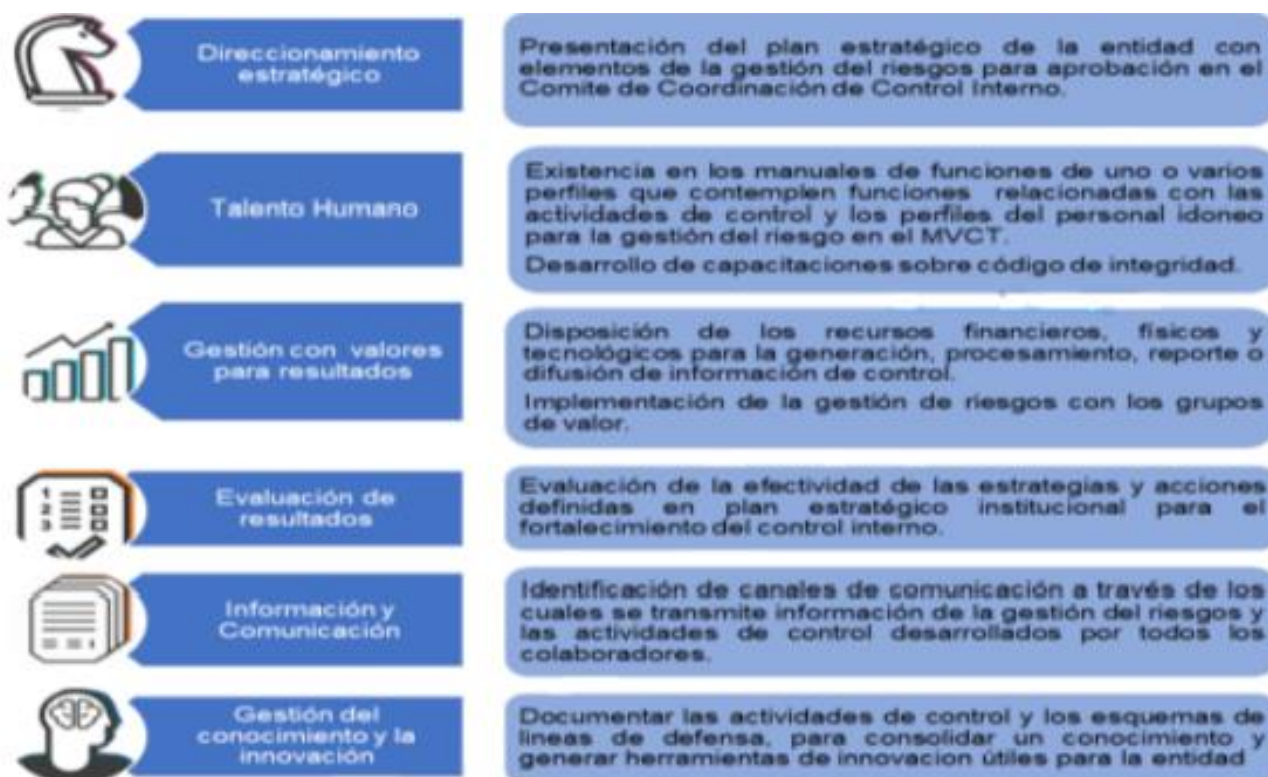 Direccionamiento
estratégico
Presentación del plan estratégico de la entidad con
elementos de la gestión del riesgos para aprobación en el
Comite de Coordinación de Control Interno.
Talento Humano
Existencia en los manuales de funciones de uno o varios
perfiles que contemplen funciones relacionadas con las
actividades de control y los perfiles del personal idoneo
para la gestión del riesgo en el MVCT.
Desarrollo de capacitaciones sobre código de integridad.
Gestión con valores
para resultados
Disposición de los recursos financieros, físicos y
tecnológicos para la generación, procesamiento, reporte o
difusión de información de control.
Implementación de la gestión de riesgos con los grupos
de valor.
1
2
3
Evaluación de
resultados
Evaluación de la efectividad de las estrategias y acciones
definidas en plan estratégico institucional para el
fortalecimiento del control interno.
Información y
Comunicación
Identificación de canales de comunicación a través de los
cuales se transmite información de la gestión del riesgos y
las actividades de control desarrollados por todos los
colaboradores.
Gestión del
conocimiento y la
innovación
Documentar las actividades de control y los esquemas de
lineas de defensa, para consolidar un conocimiento y
generar herramientas de innovacion útiles para la entidad